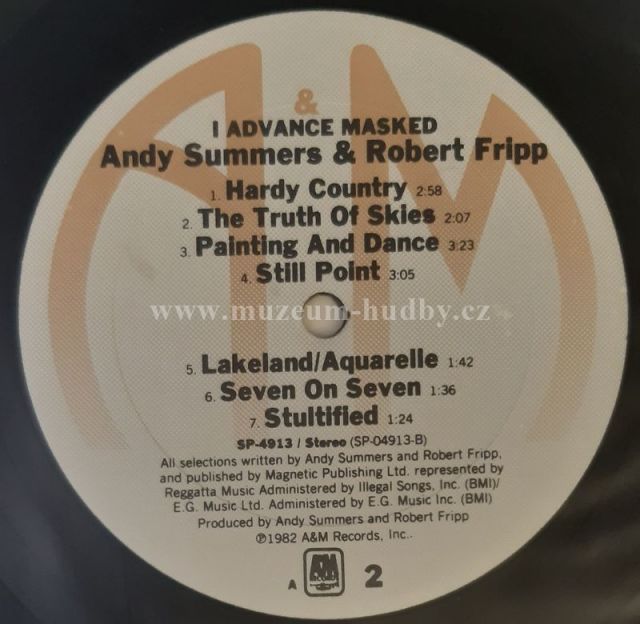 &
I ADVANCE MASKED
Andy Summers & Robert Fripp
1. Hardy Country 2:58
2. The Truth Of Skies 2:07
3. Painting And Dance 3:23
4. Still Point 3:05
www.muzeum-hudby.cz
5. Lakeland/Aquarelle 1:42
6. Seven On Seven 1:36
7. Stultified 1:24
SP-4913 / Stereo (SP-04913-B)
All selections written by Andy Summers and Robert Fripp,
and published by Magnetic Publishing Ltd. represented by
Reggatta Music Administered by Illegal Songs, Inc. (BMI)/
E.G. Music Ltd. Administered by E.G. Music Inc. (BMI)
Produced by Andy Summers and Robert Fripp
℗1982 A&M Records, Inc..
A&M RECORDS
A 2